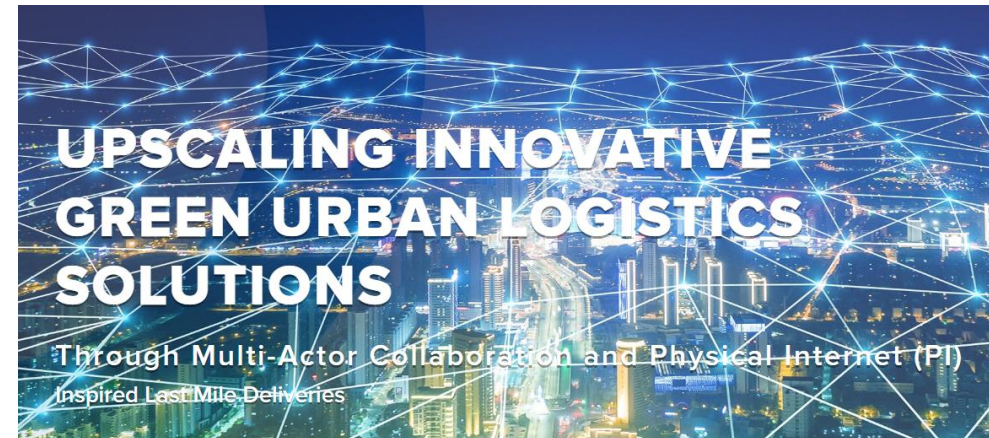 UPSCALING INNOVATIVE
GREEN URBAN LOGISTICS
SOLUTIONS
Through Multi-Actor Collaboration and Physical Internet (PI)
Inspired Last Mile Deliveries